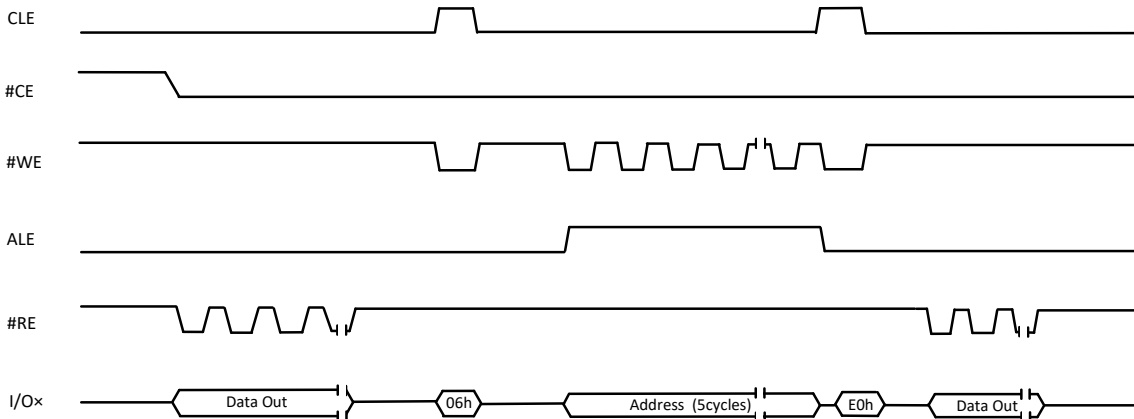 CLE
#CE
#WE
ALE
#RE
I/O×
Data Out
06h
Address (5cycles)
E0h
Data Out